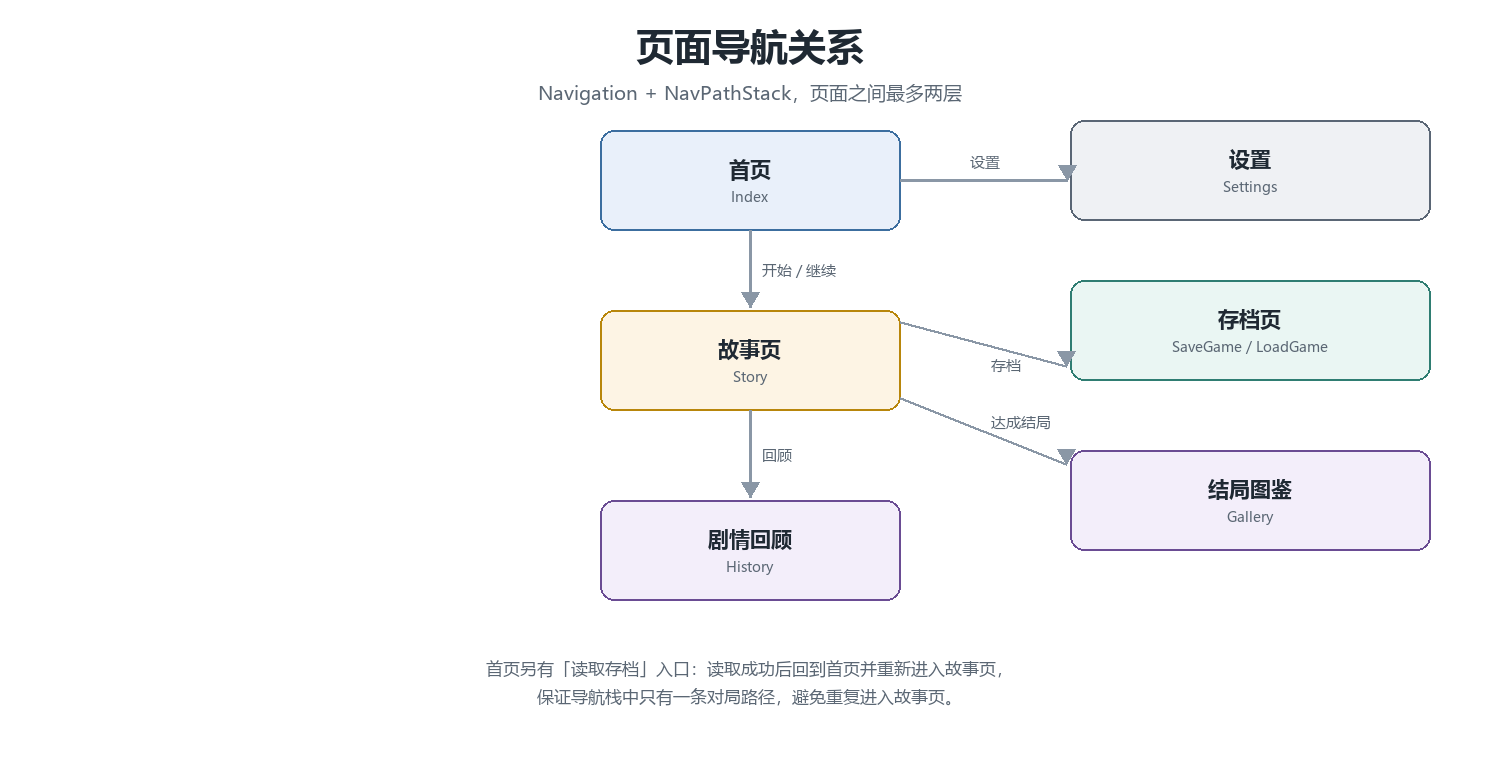 页面导航关系
Navigation + NavPathStack，页面之间最多两层
首页
Index
设置
设置
Settings
开始 / 继续
故事页
Story
存档
存档页
SaveGame / LoadGame
达成结局
结局图鉴
Gallery
回顾
剧情回顾
History
首页另有「读取存档」入口：读取成功后回到首页并重新进入故事页，
保证导航栈中只有一条对局路径，避免重复进入故事页。